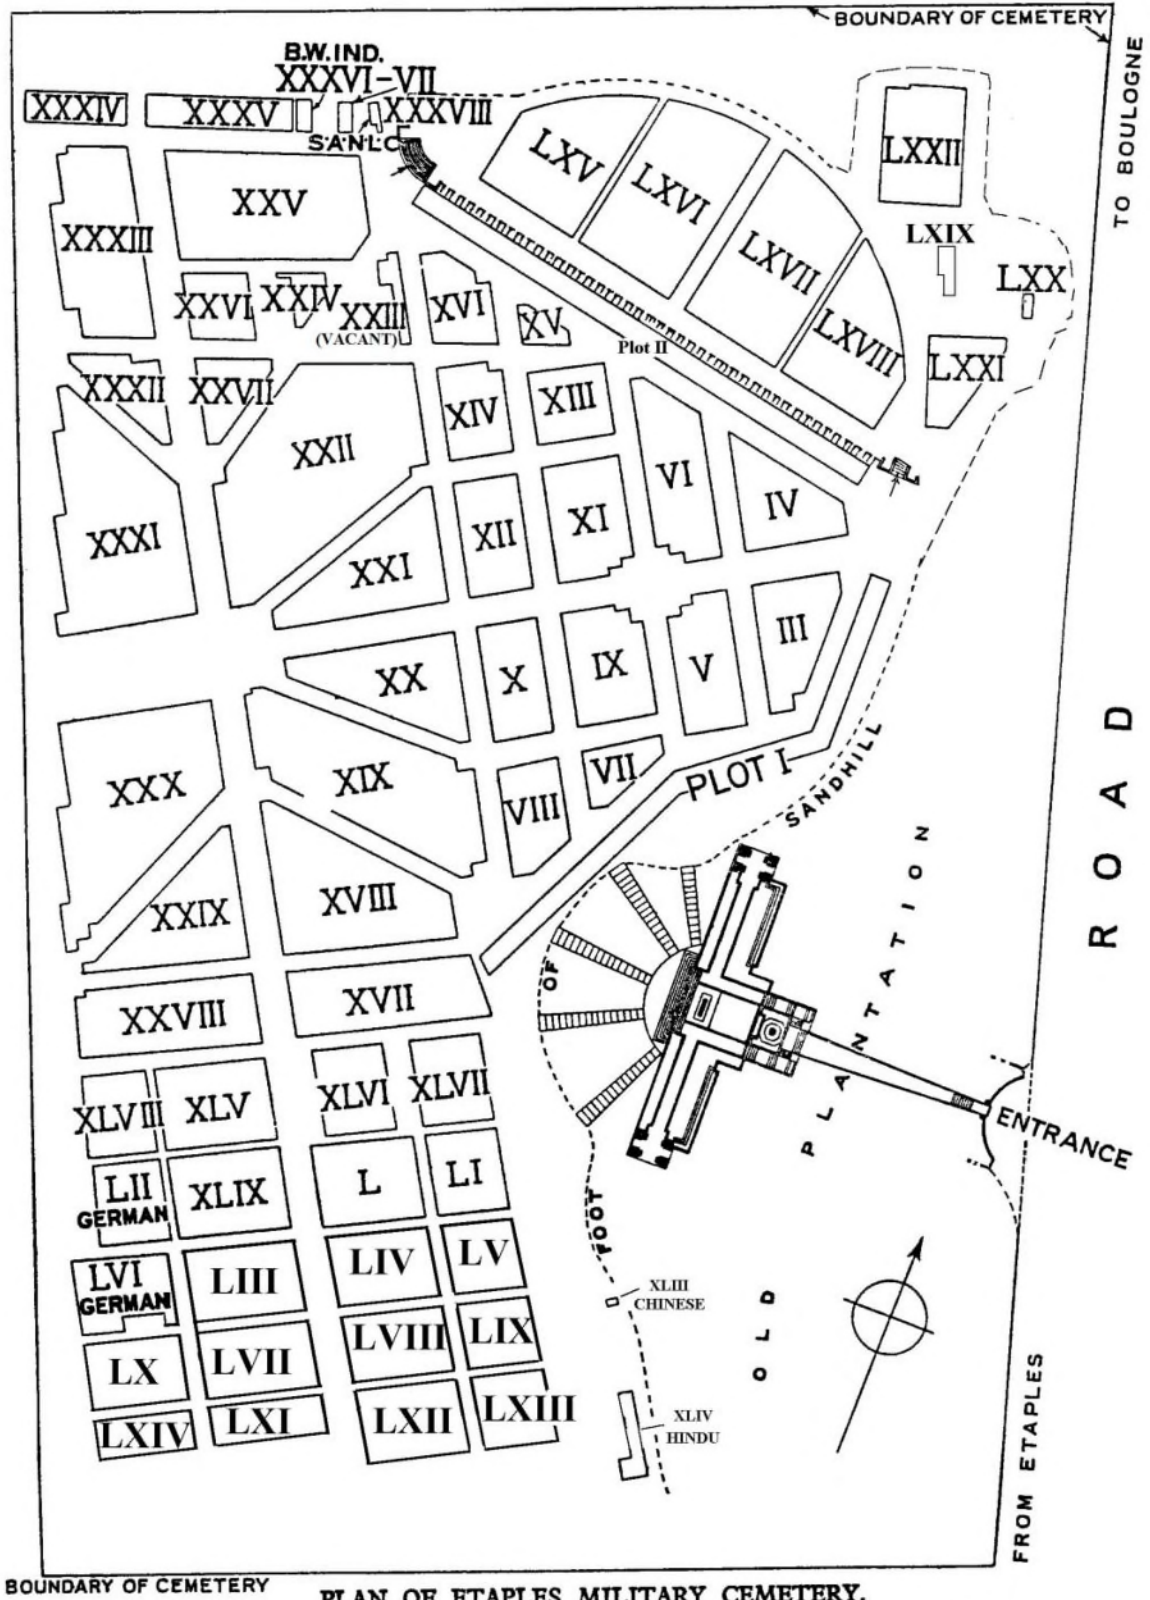 BOUNDARY OF CEMETERY
TO BOULOGNE
B.W.IND.
XXXVI-VII
XXXIV
XXXV
XXXVIII
S.A.N.L.C.
LXV
LXVI
LXVII
LXVIII
LXXII
LXIX
LXX
LXXI
XXV
XXXIII
XXVI
XXIV
XXIII
(VACANT)
XVI
XV
Plot II
XXXII
XXVII
XXII
XIV
XIII
VI
IV
XXXI
XXI
XII
XI
III
XX
X
IX
V
XXX
XIX
VIII
VII
PLOT I
ROAD
XXIX
XVIII
XXVIII
XVII
SANDHILL
OF
FOOT
OLD PLANTATION
ENTRANCE
XLVIII
XLV
XLVI
XLVII
LII
GERMAN
XLIX
L
LI
LVI
GERMAN
LIII
LIV
LV
XLIII
CHINESE
LX
LVII
LVIII
LIX
LXIV
LXI
LXII
LXIII
XLIV
HINDU
FROM ETAPLES
BOUNDARY OF CEMETERY
PLAN OF ETAPLES MILITARY CEMETERY.